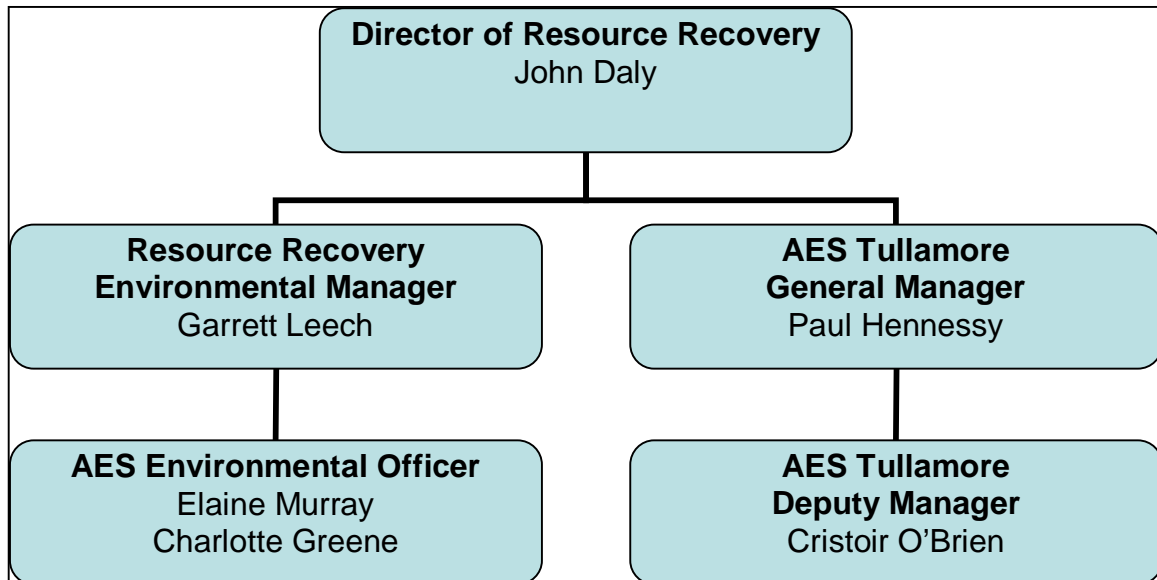 Director of Resource Recovery
John Daly
Resource Recovery
Environmental Manager
Garrett Leech
AES Tullamore
General Manager
Paul Hennessy
AES Environmental Officer
Elaine Murray
Charlotte Greene
AES Tullamore
Deputy Manager
Cristoir O’Brien